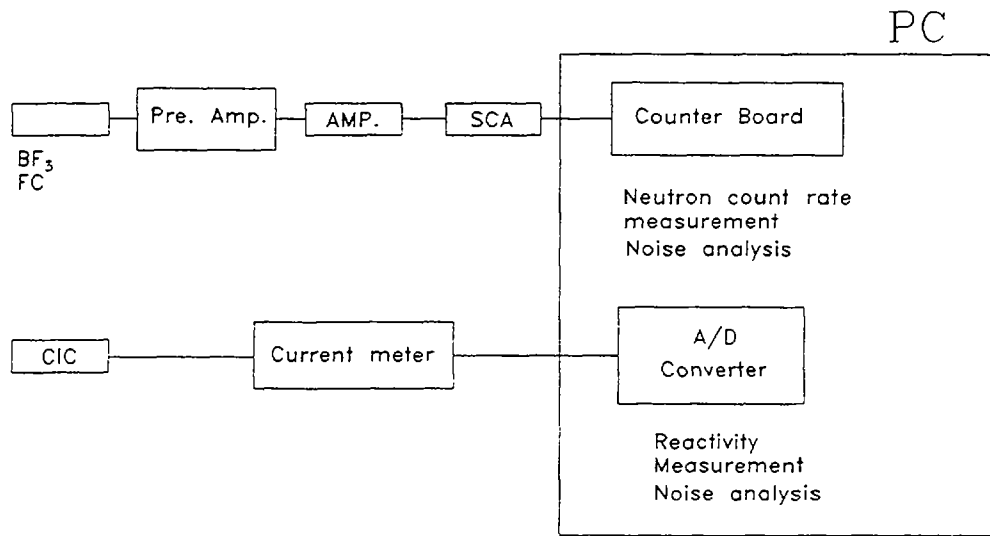 PC
Pre. Amp.
AMP.
SCA
Counter Board
BF₃
FC
Neutron count rate
measurement
Noise analysis
CIC
Current meter
A/D
Converter
Reactivity
Measurement
Noise analysis